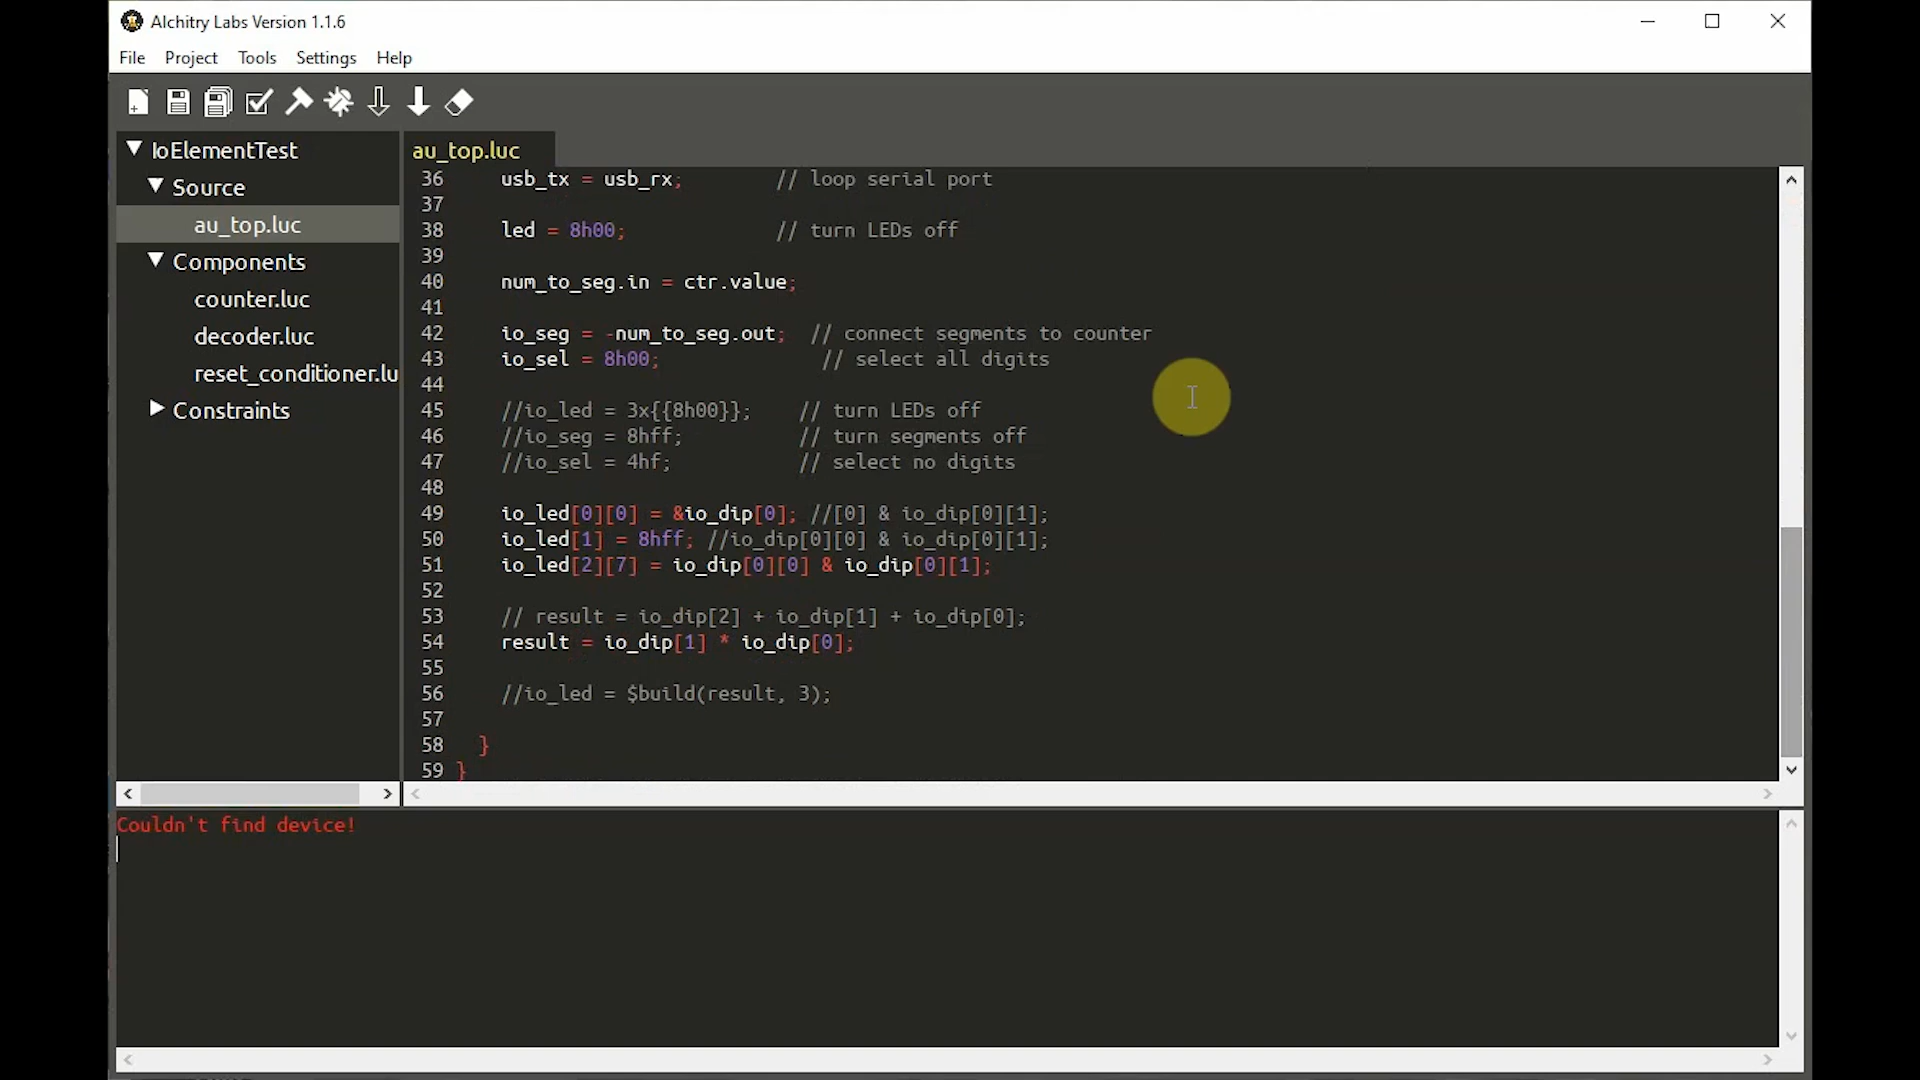 Alchitry Labs Version 1.1.6
File Project Tools Settings Help
IoElementTest
Source
au_top.luc
Components
counter.luc
decoder.luc
reset_conditioner.lu
Constraints
au_top.luc
36 usb_tx = usb_rx; // loop serial port
37
38 led = 8h00; // turn LEDs off
39
40 num_to_seg.in = ctr.value;
41
42 io_seg = -num_to_seg.out; // connect segments to counter
43 io_sel = 8h00; // select all digits
44
45 //io_led = 3x{{8h00}}; // turn LEDs off
46 //io_seg = 8hff; // turn segments off
47 //io_sel = 4hf; // select no digits
48
49 io_led[0][0] = &io_dip[0]; //[0] & io_dip[0][1];
50 io_led[1] = 8hff; //io_dip[0][0] & io_dip[0][1];
51 io_led[2][7] = io_dip[0][0] & io_dip[0][1];
52
53 // result = io_dip[2] + io_dip[1] + io_dip[0];
54 result = io_dip[1] * io_dip[0];
55
56 //io_led = $build(result, 3);
57
58 }
59 }
Couldn't find device!